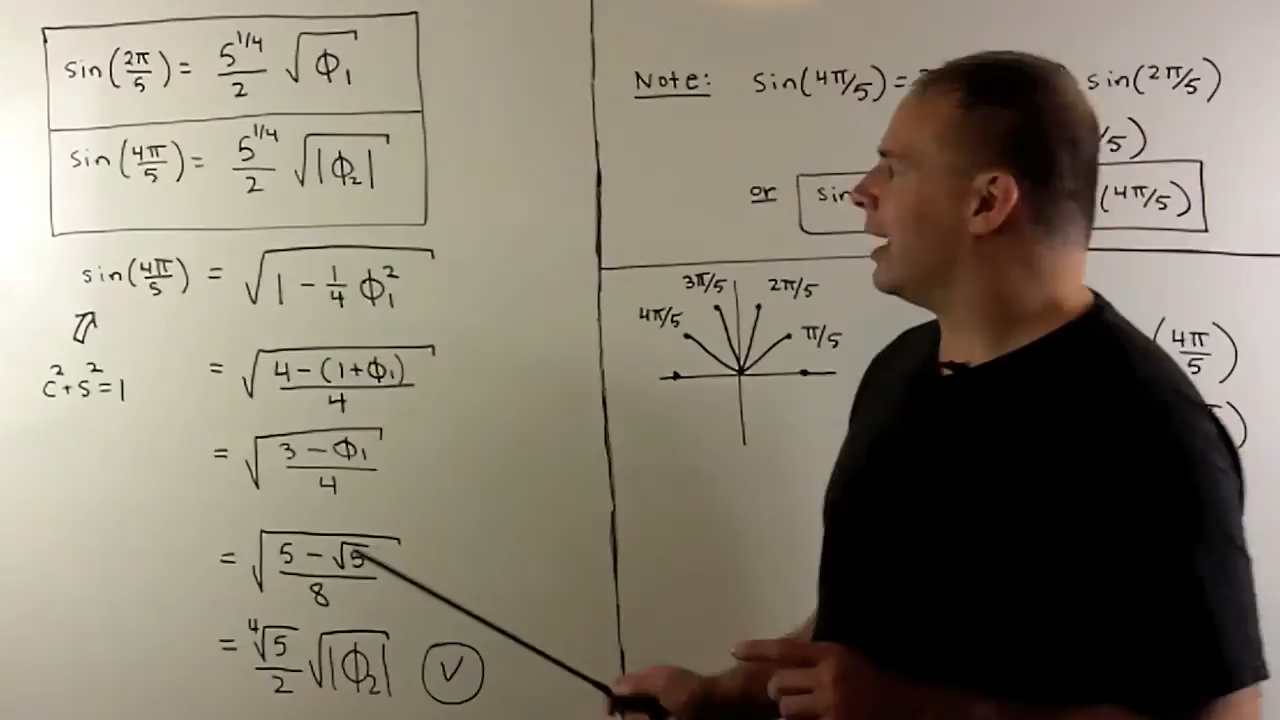 sin(2π/5) = 5^1/4/2 √Φ₁
sin(4π/5) = 5^1/4/2 √|Φ₂|
sin(4π/5) = √1 - 1/4 Φ₁²
c² + s² = 1
= √4 - (1 + Φ₁)/4
= √3 - Φ₁/4
= √5 - √5/8
= ⁴√5/2 √|Φ₂| ✓
Note: sin(4π/5) = sin(2π/5)
/5)
or sin (4π/5)
3π/5 2π/5
4π/5 π/5
(4π/5)